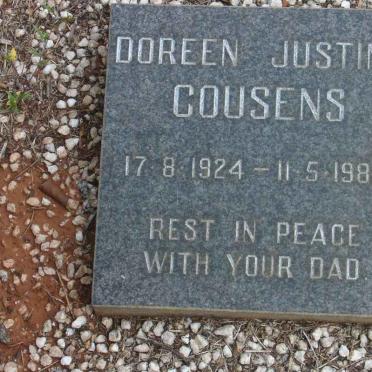 DOREEN JUSTIN
COUSENS
17·8·1924 – 11·5·198
REST IN PEACE
WITH YOUR DAD